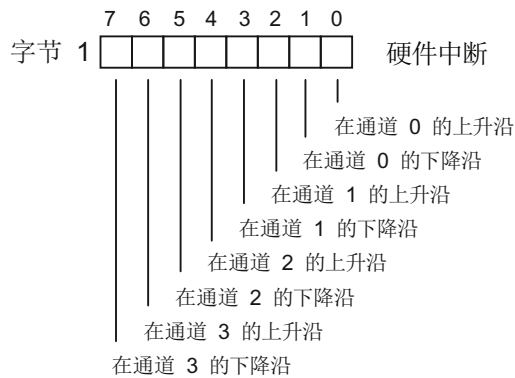 7 6 5 4 3 2 1 0
字节 1 硬件中断
在通道 0 的上升沿
在通道 0 的下降沿
在通道 1 的上升沿
在通道 1 的下降沿
在通道 2 的上升沿
在通道 2 的下降沿
在通道 3 的上升沿
在通道 3 的下降沿